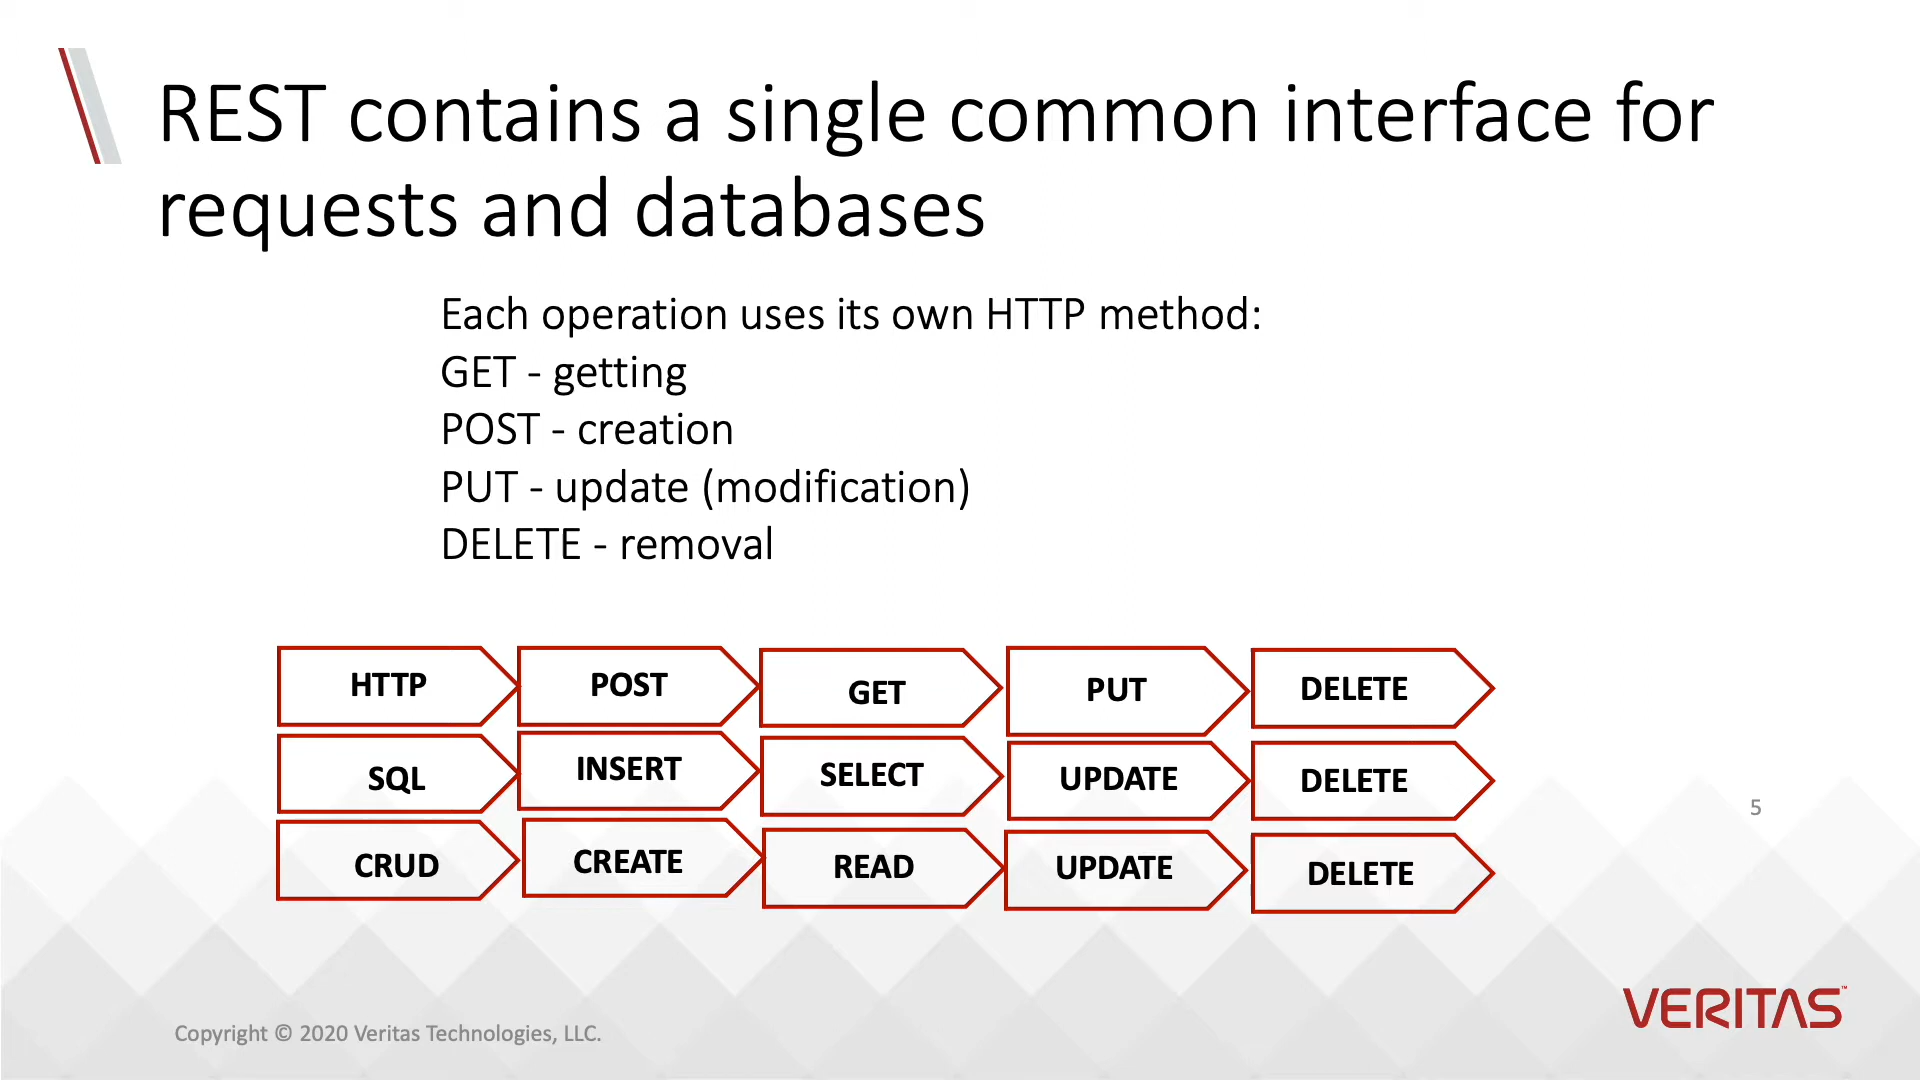 REST contains a single common interface for
requests and databases
Each operation uses its own HTTP method:
GET - getting
POST - creation
PUT - update (modification)
DELETE - removal
HTTP POST GET PUT DELETE
SQL INSERT SELECT UPDATE DELETE
5
CRUD CREATE READ UPDATE DELETE
VERITAS™
Copyright © 2020 Veritas Technologies, LLC.